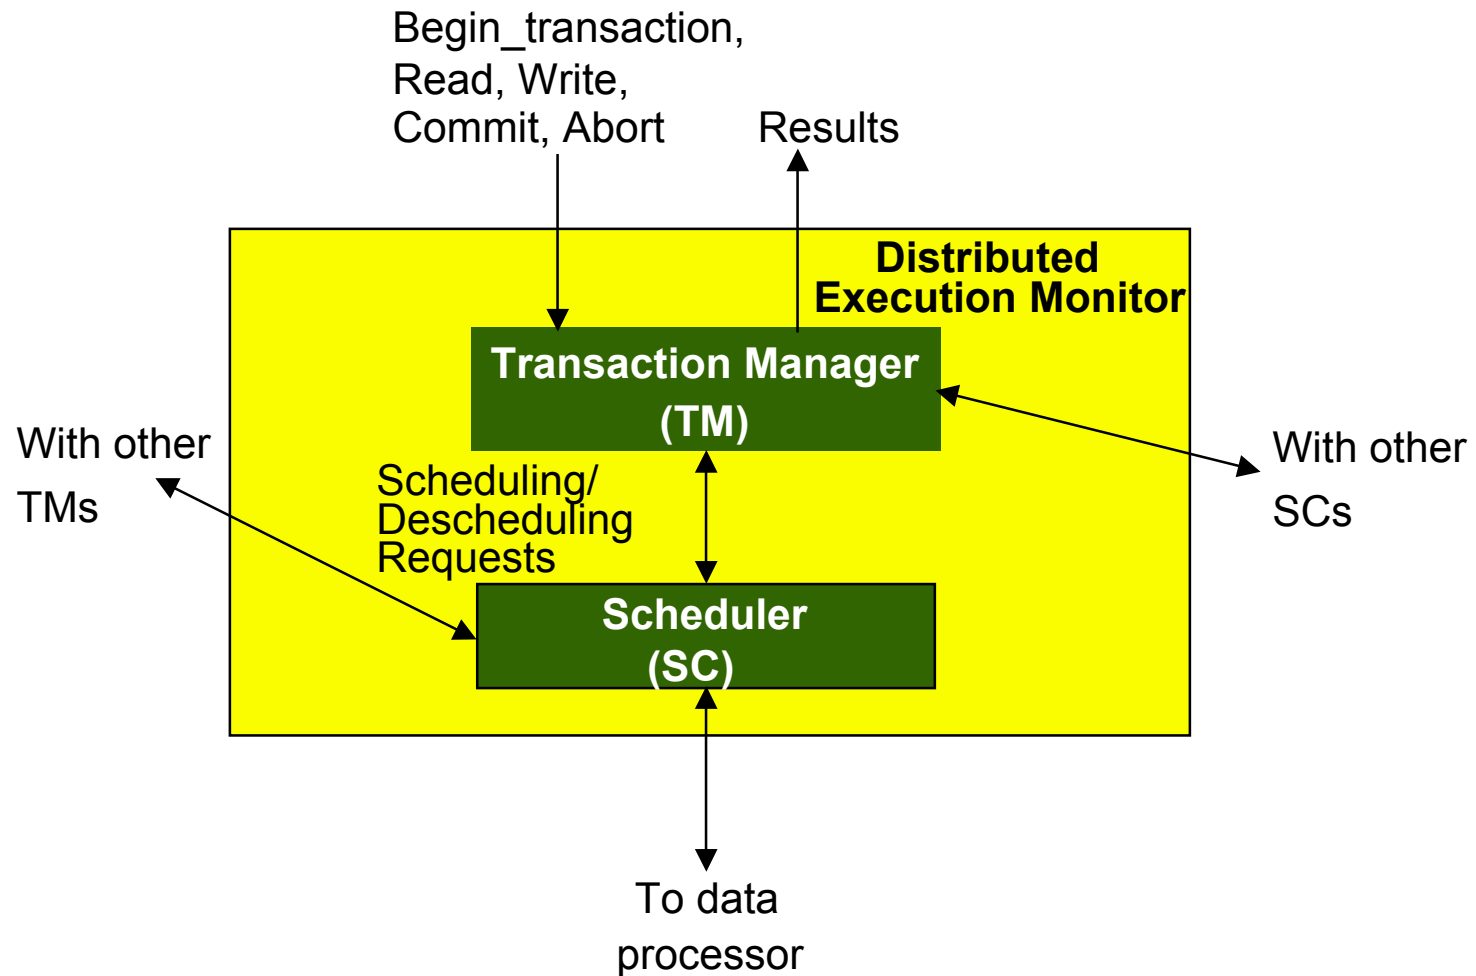 Begin_transaction,
Read, Write,
Commit, Abort
Results
Distributed
Execution Monitor
Transaction Manager
(TM)
With other
TMs
With other
SCs
Scheduling/
Descheduling
Requests
Scheduler
(SC)
To data
processor